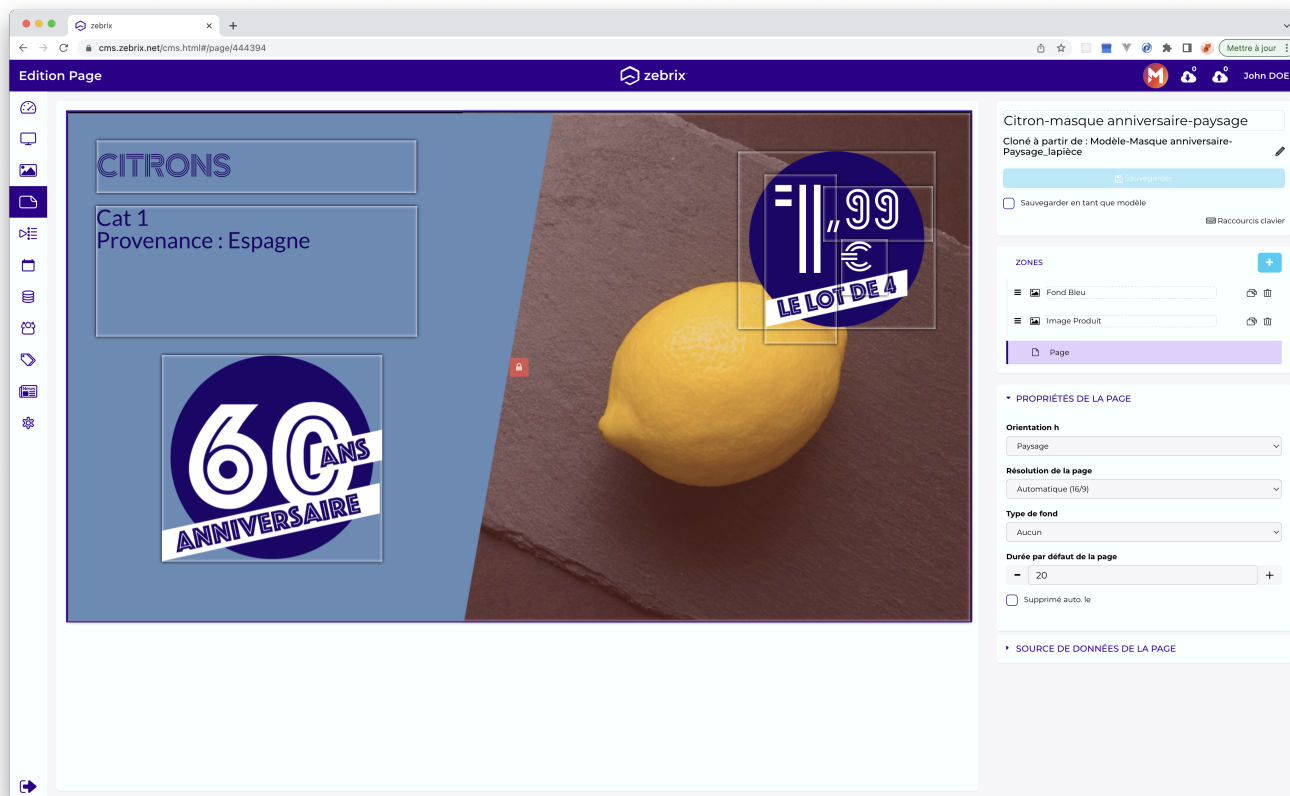 zebrix
cms.zebrix.net/cms.html#/page/444394
Mettre à jour
Edition Page
zebrix
0
0
John DOE
CITRONS
Cat 1
Provenance : Espagne
1,,99
€
LE LOT DE 4
60
ANS
ANNIVERSAIRE
Citron-masque anniversaire-paysage
Cloné à partir de : Modèle-Masque anniversaire-
Paysage_lapièce
Sauvegarder
Sauvegarder en tant que modèle
Raccourcis clavier
ZONES
Fond Bleu
Image Produit
Page
PROPRIÉTÉS DE LA PAGE
Orientation h
Paysage
Résolution de la page
Automatique (16/9)
Type de fond
Aucun
Durée par défaut de la page
20
Supprimé auto. le
SOURCE DE DONNÉES DE LA PAGE
News